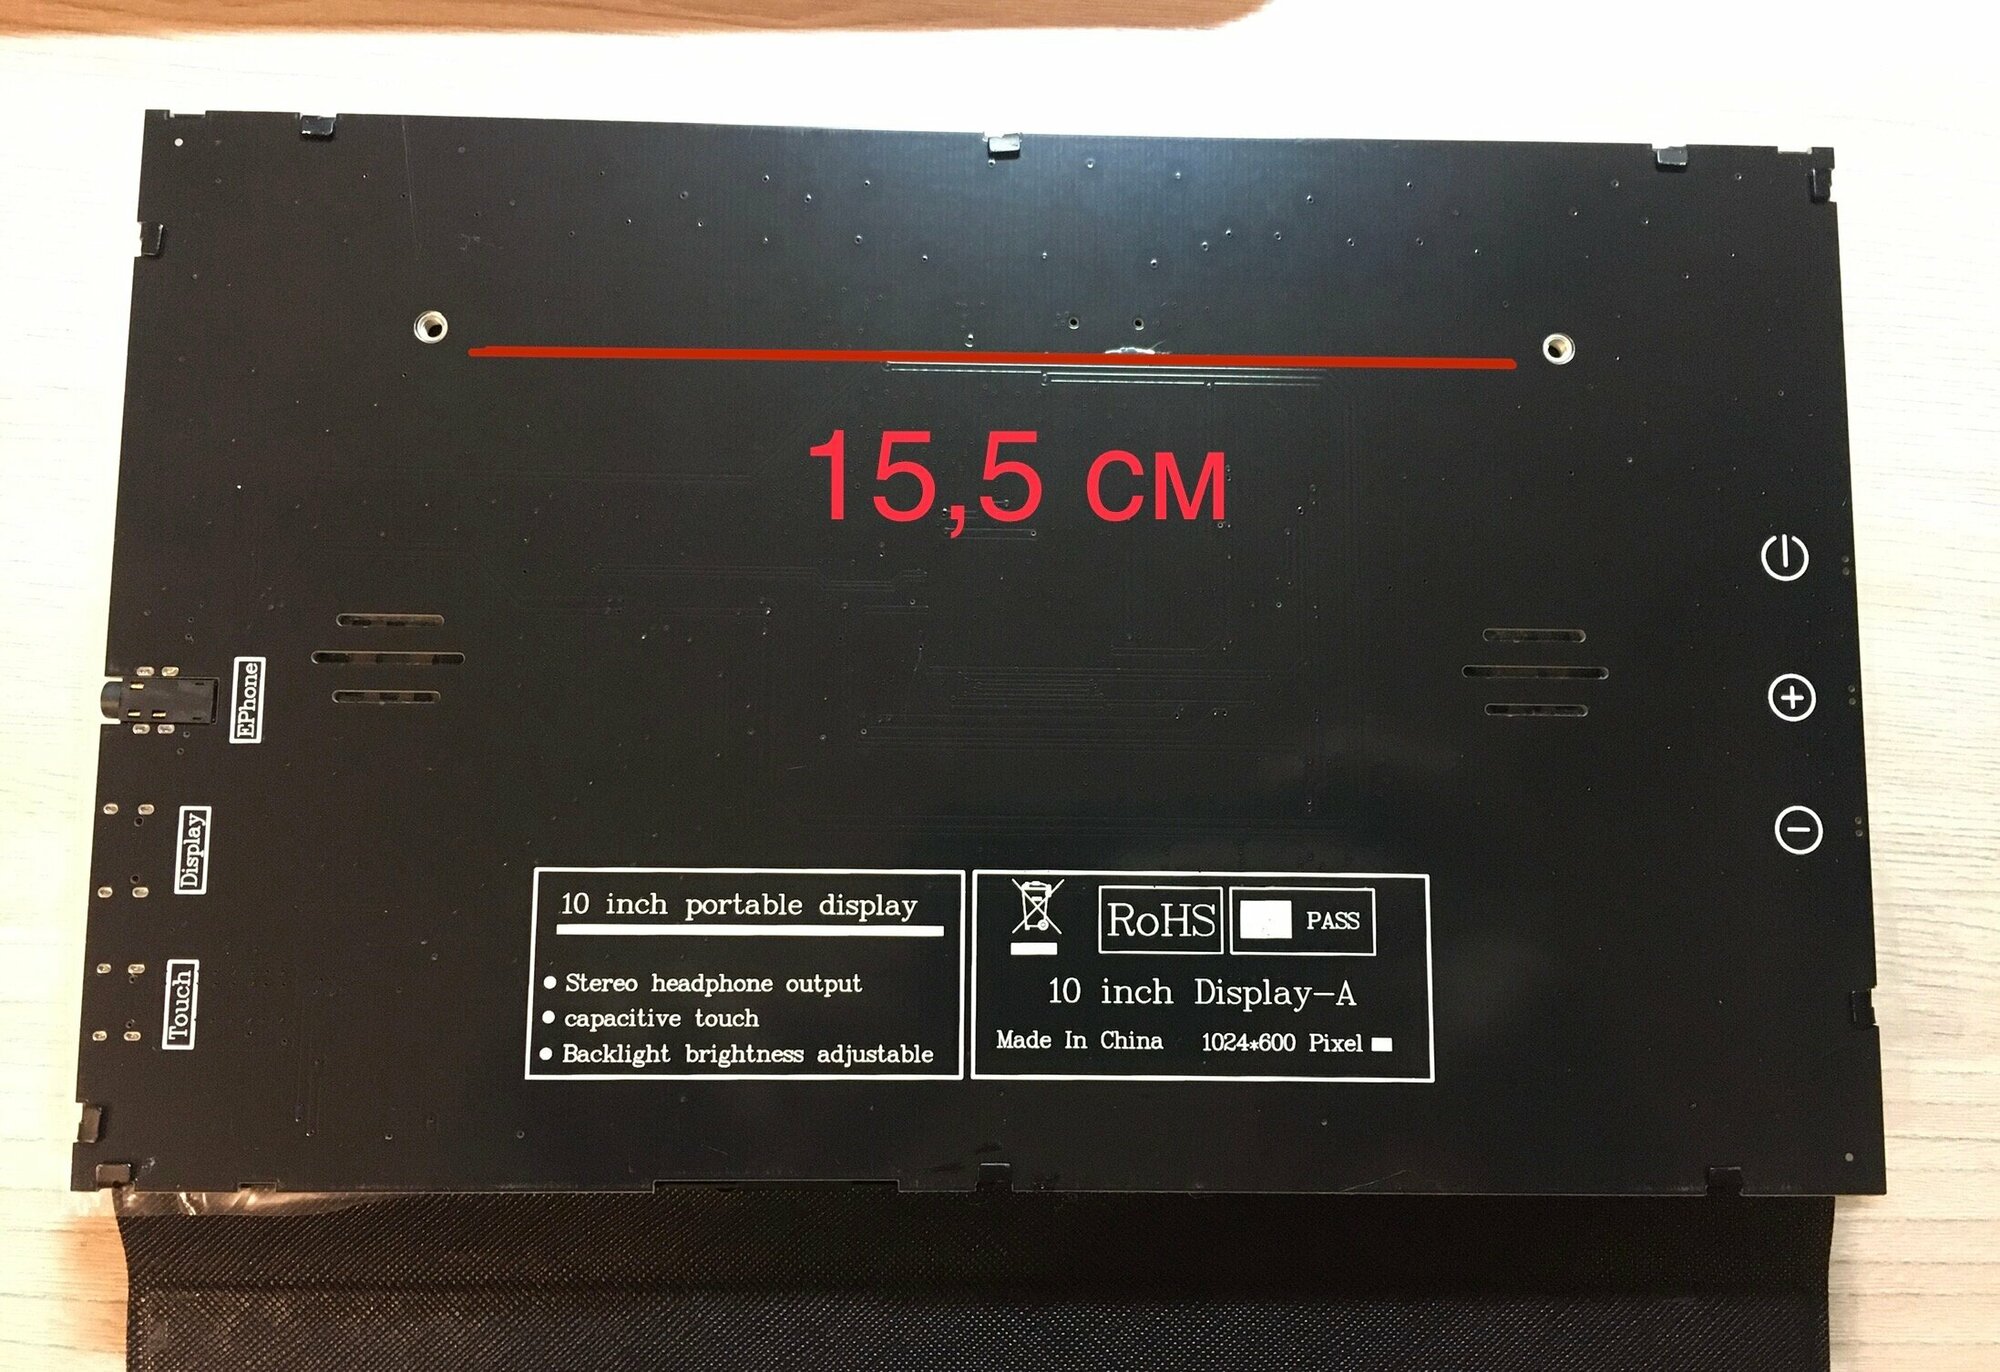 15,5 см
EPhone
Display
Touch
10 inch portable display
Stereo headphone output
capacitive touch
Backlight brightness adjustable
RoHS
PASS
10 inch Display-A
Made In China 1024*600 Pixel